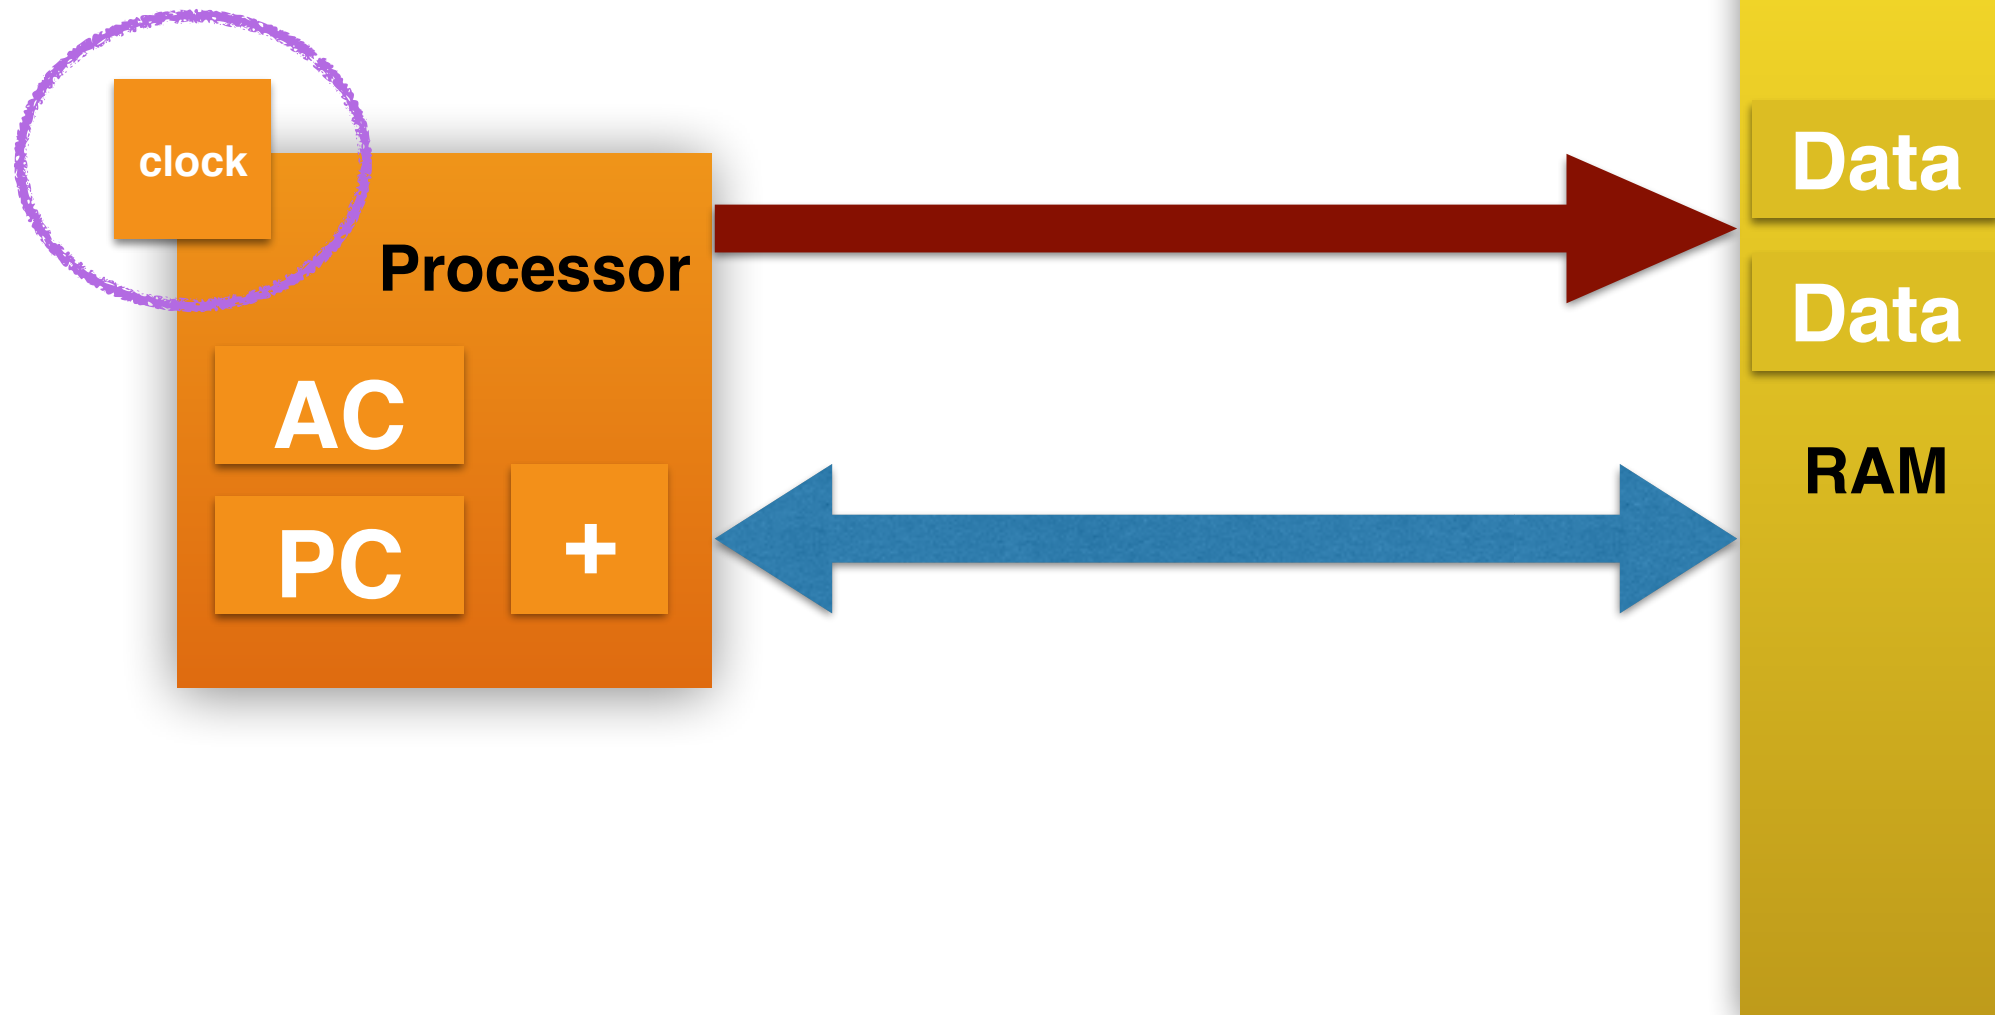 clock
Processor
AC
PC
+
Data
Data
RAM